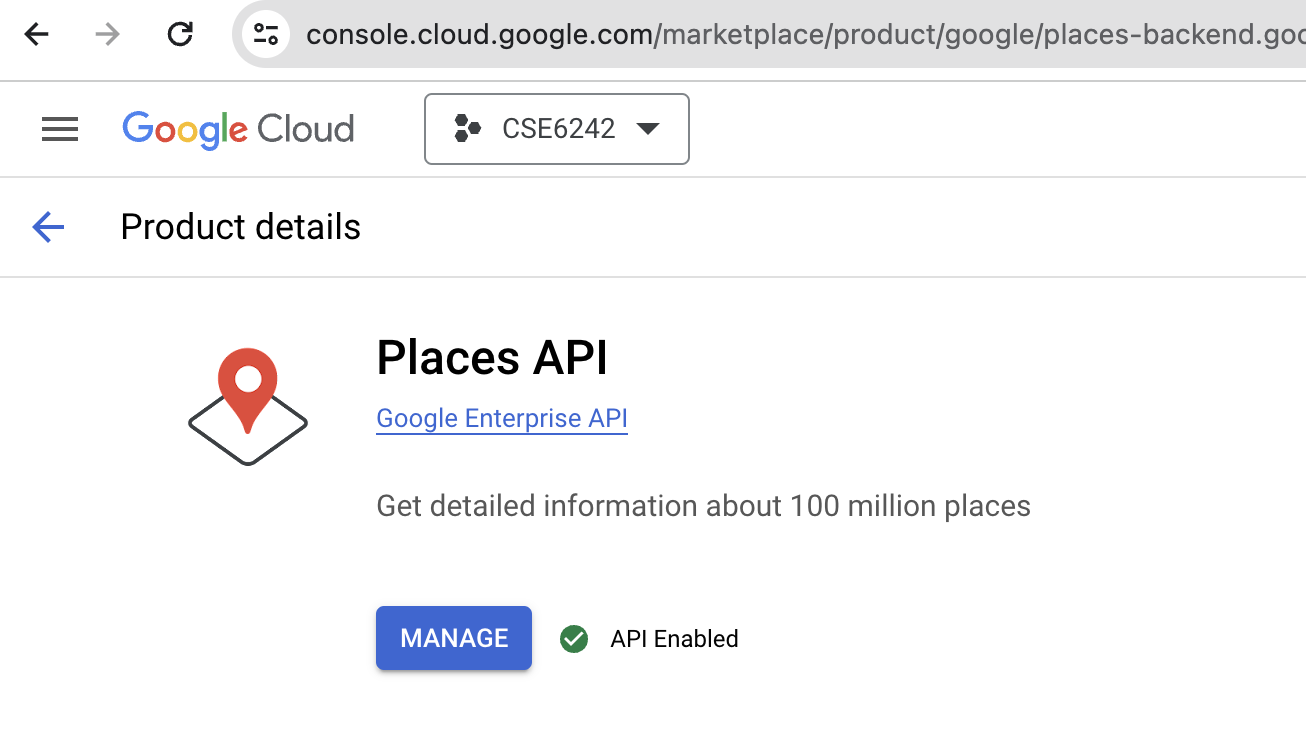 console.cloud.google.com/marketplace/product/google/places-backend.goo
Google Cloud
CSE6242
Product details
Places API
Google Enterprise API
Get detailed information about 100 million places
MANAGE
API Enabled